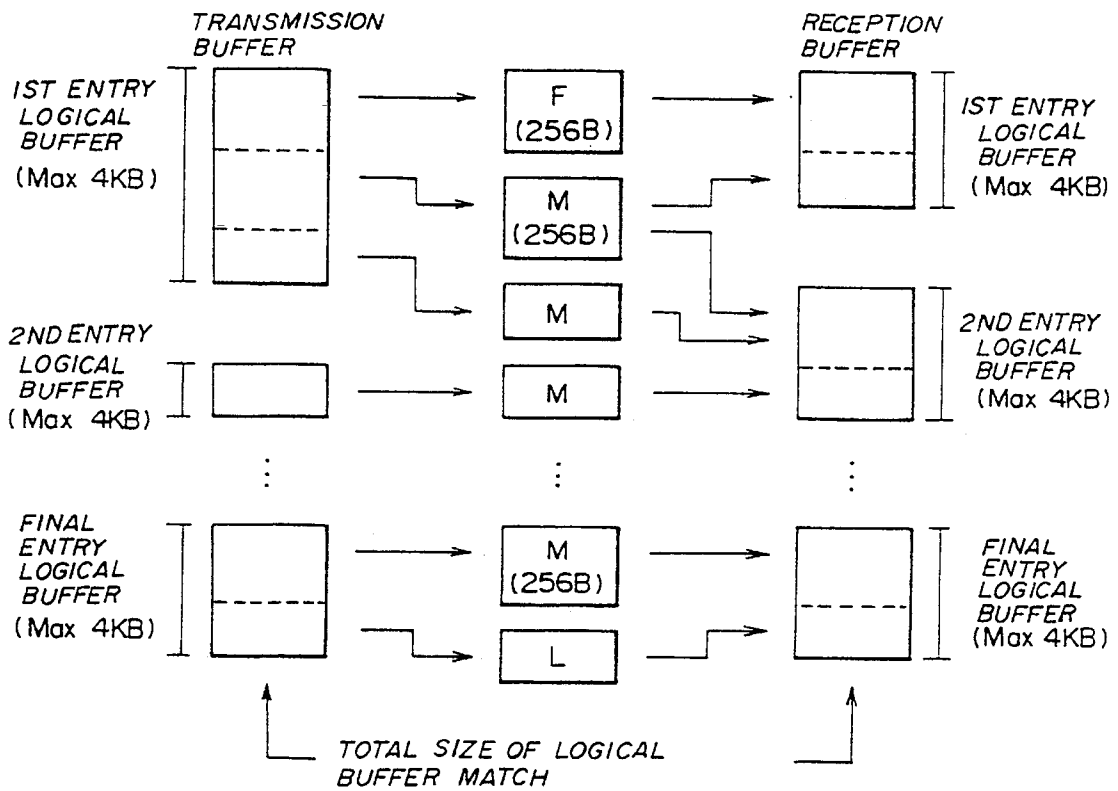 TRANSMISSION
BUFFER
RECEPTION
BUFFER
1ST ENTRY
LOGICAL
BUFFER
(Max 4KB)
F
(256B)
1ST ENTRY
LOGICAL
BUFFER
(Max 4KB)
M
(256B)
M
2ND ENTRY
LOGICAL
BUFFER
(Max 4KB)
2ND ENTRY
LOGICAL
BUFFER
(Max 4KB)
M
FINAL
ENTRY
LOGICAL
BUFFER
(Max 4KB)
M
(256B)
L
FINAL
ENTRY
LOGICAL
BUFFER
(Max 4KB)
TOTAL SIZE OF LOGICAL
BUFFER MATCH